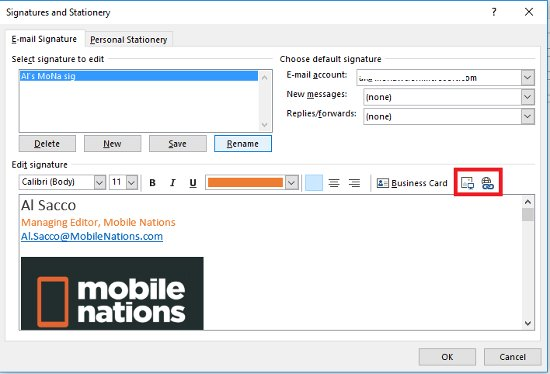 Signatures and Stationery
E-mail Signature
Personal Stationery
Select signature to edit
Al's MoNa sig
Delete
New
Save
Rename
Choose default signature
E-mail account:
New messages: (none)
Replies/forwards: (none)
Edit signature
Calibri (Body)
11
B I U
Business Card
Al Sacco
Managing Editor, Mobile Nations
Al.Sacco@MobileNations.com
mobile
nations
OK
Cancel